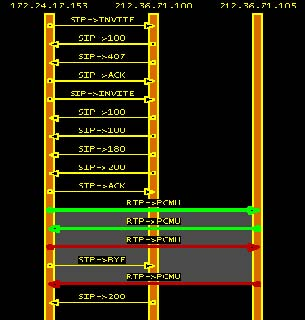 172.24.17.153 212.36.71.100 212.36.71.105
SIP->INVITE
SIP->100
SIP->407
SIP->ACK
SIP->INVITE
SIP->100
SIP->100
SIP->180
SIP->200
SIP->ACK
RTP->PCMU
RTP->PCMU
RTP->PCMU
SIP->BYE
RTP->PCMU
SIP->200